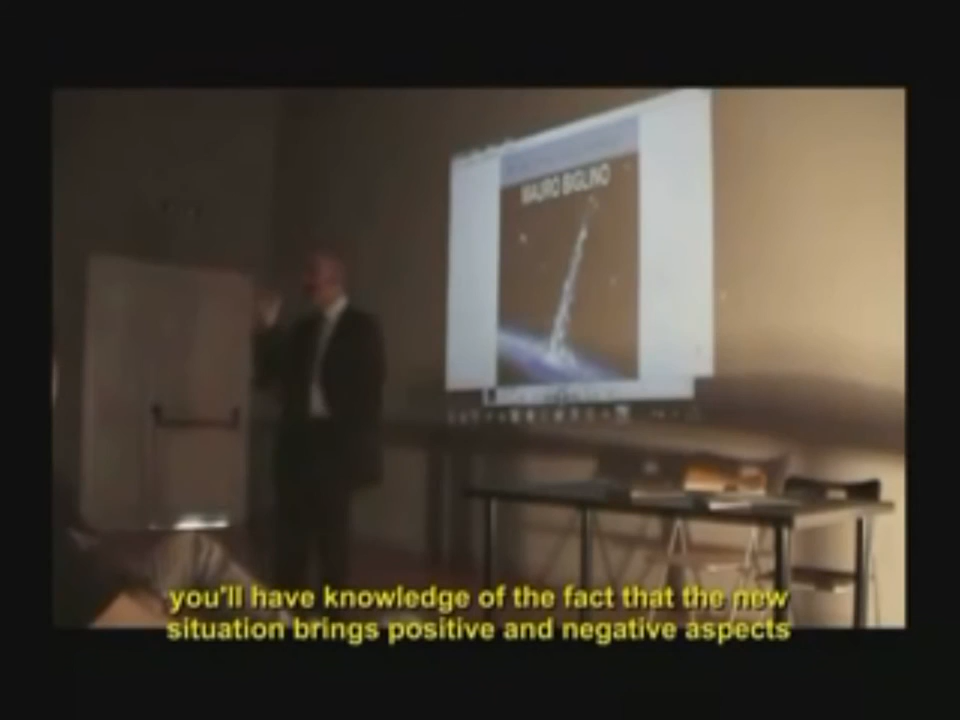 MAURO BIGLINO
you'll have knowledge of the fact that the new
situation brings positive and negative aspects